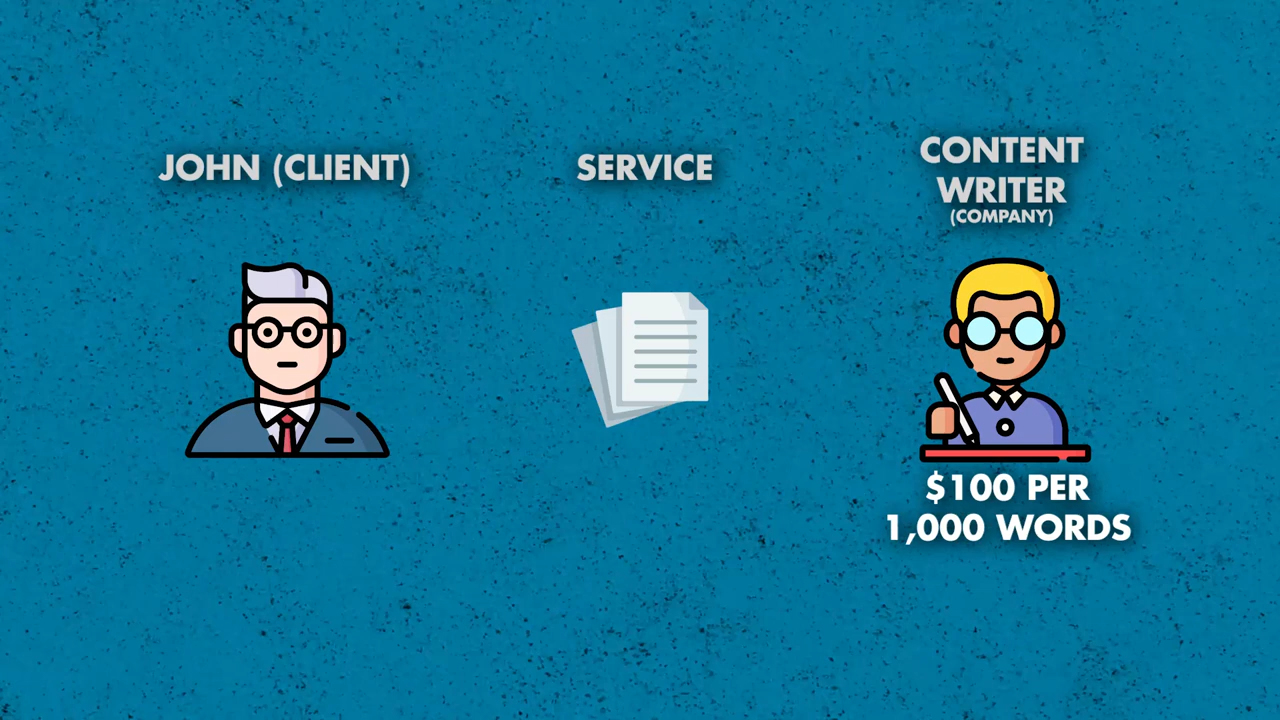 JOHN (CLIENT)
SERVICE
CONTENT
WRITER
(COMPANY)
$100 PER
1,000 WORDS